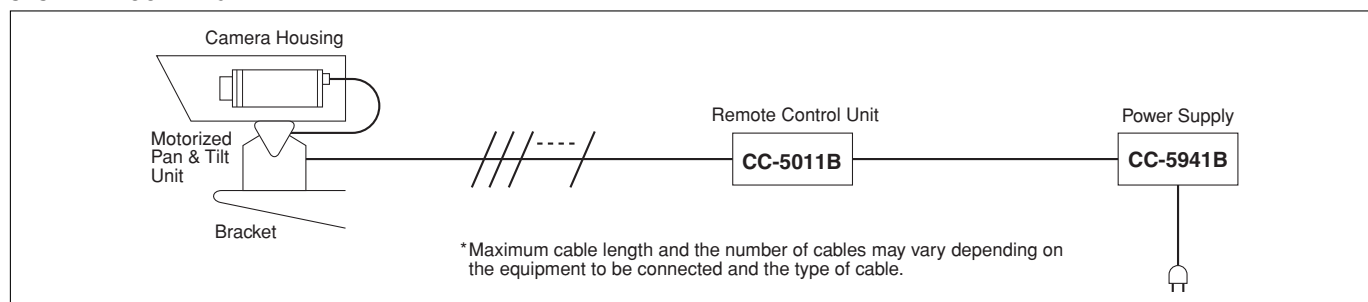 Camera Housing
Motorized
Pan & Tilt
Unit
Bracket
Remote Control Unit
CC-5011B
Power Supply
CC-5941B
*Maximum cable length and the number of cables may vary depending on
the equipment to be connected and the type of cable.